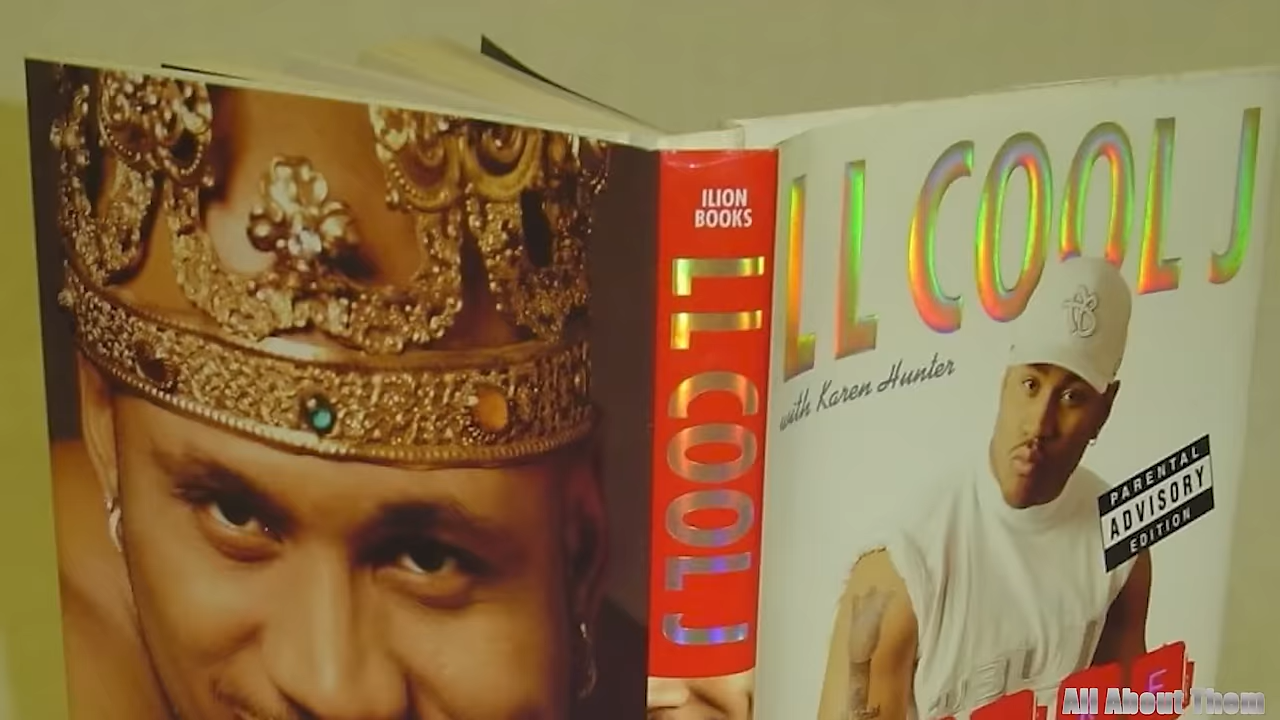 ILION
BOOKS
LL COOL J
LL COOL J
with Karen Hunter
PARENTAL
ADVISORY
EDITION
All About Them